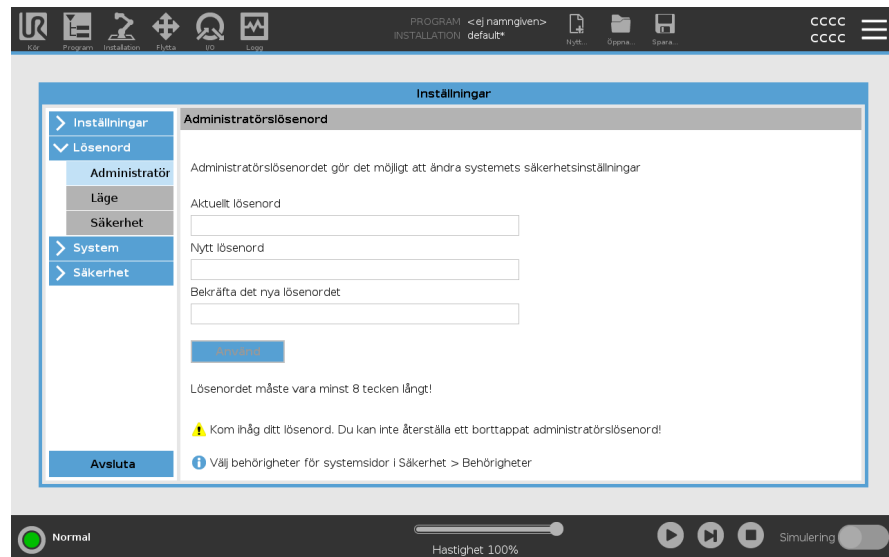 UR
PROGRAM <ej namngiven>
INSTALLATION default*
CCCC
CCCC
Kör Program Installation Flytta I/O Logg Nytt... Öppna... Spara...
Inställningar
Inställningar
Administratörslösenord
Lösenord
Administratör
Administratörslösenordet gör det möjligt att ändra systemets säkerhetsinställningar
Läge
Aktuellt lösenord
Säkerhet
System
Nytt lösenord
Säkerhet
Bekräfta det nya lösenordet
Använd
Lösenordet måste vara minst 8 tecken långt!
Kom ihåg ditt lösenord. Du kan inte återställa ett borttappat administratörslösenord!
Avsluta
Välj behörigheter för systemsidor i Säkerhet > Behörigheter
Normal
Hastighet 100%
Simulering